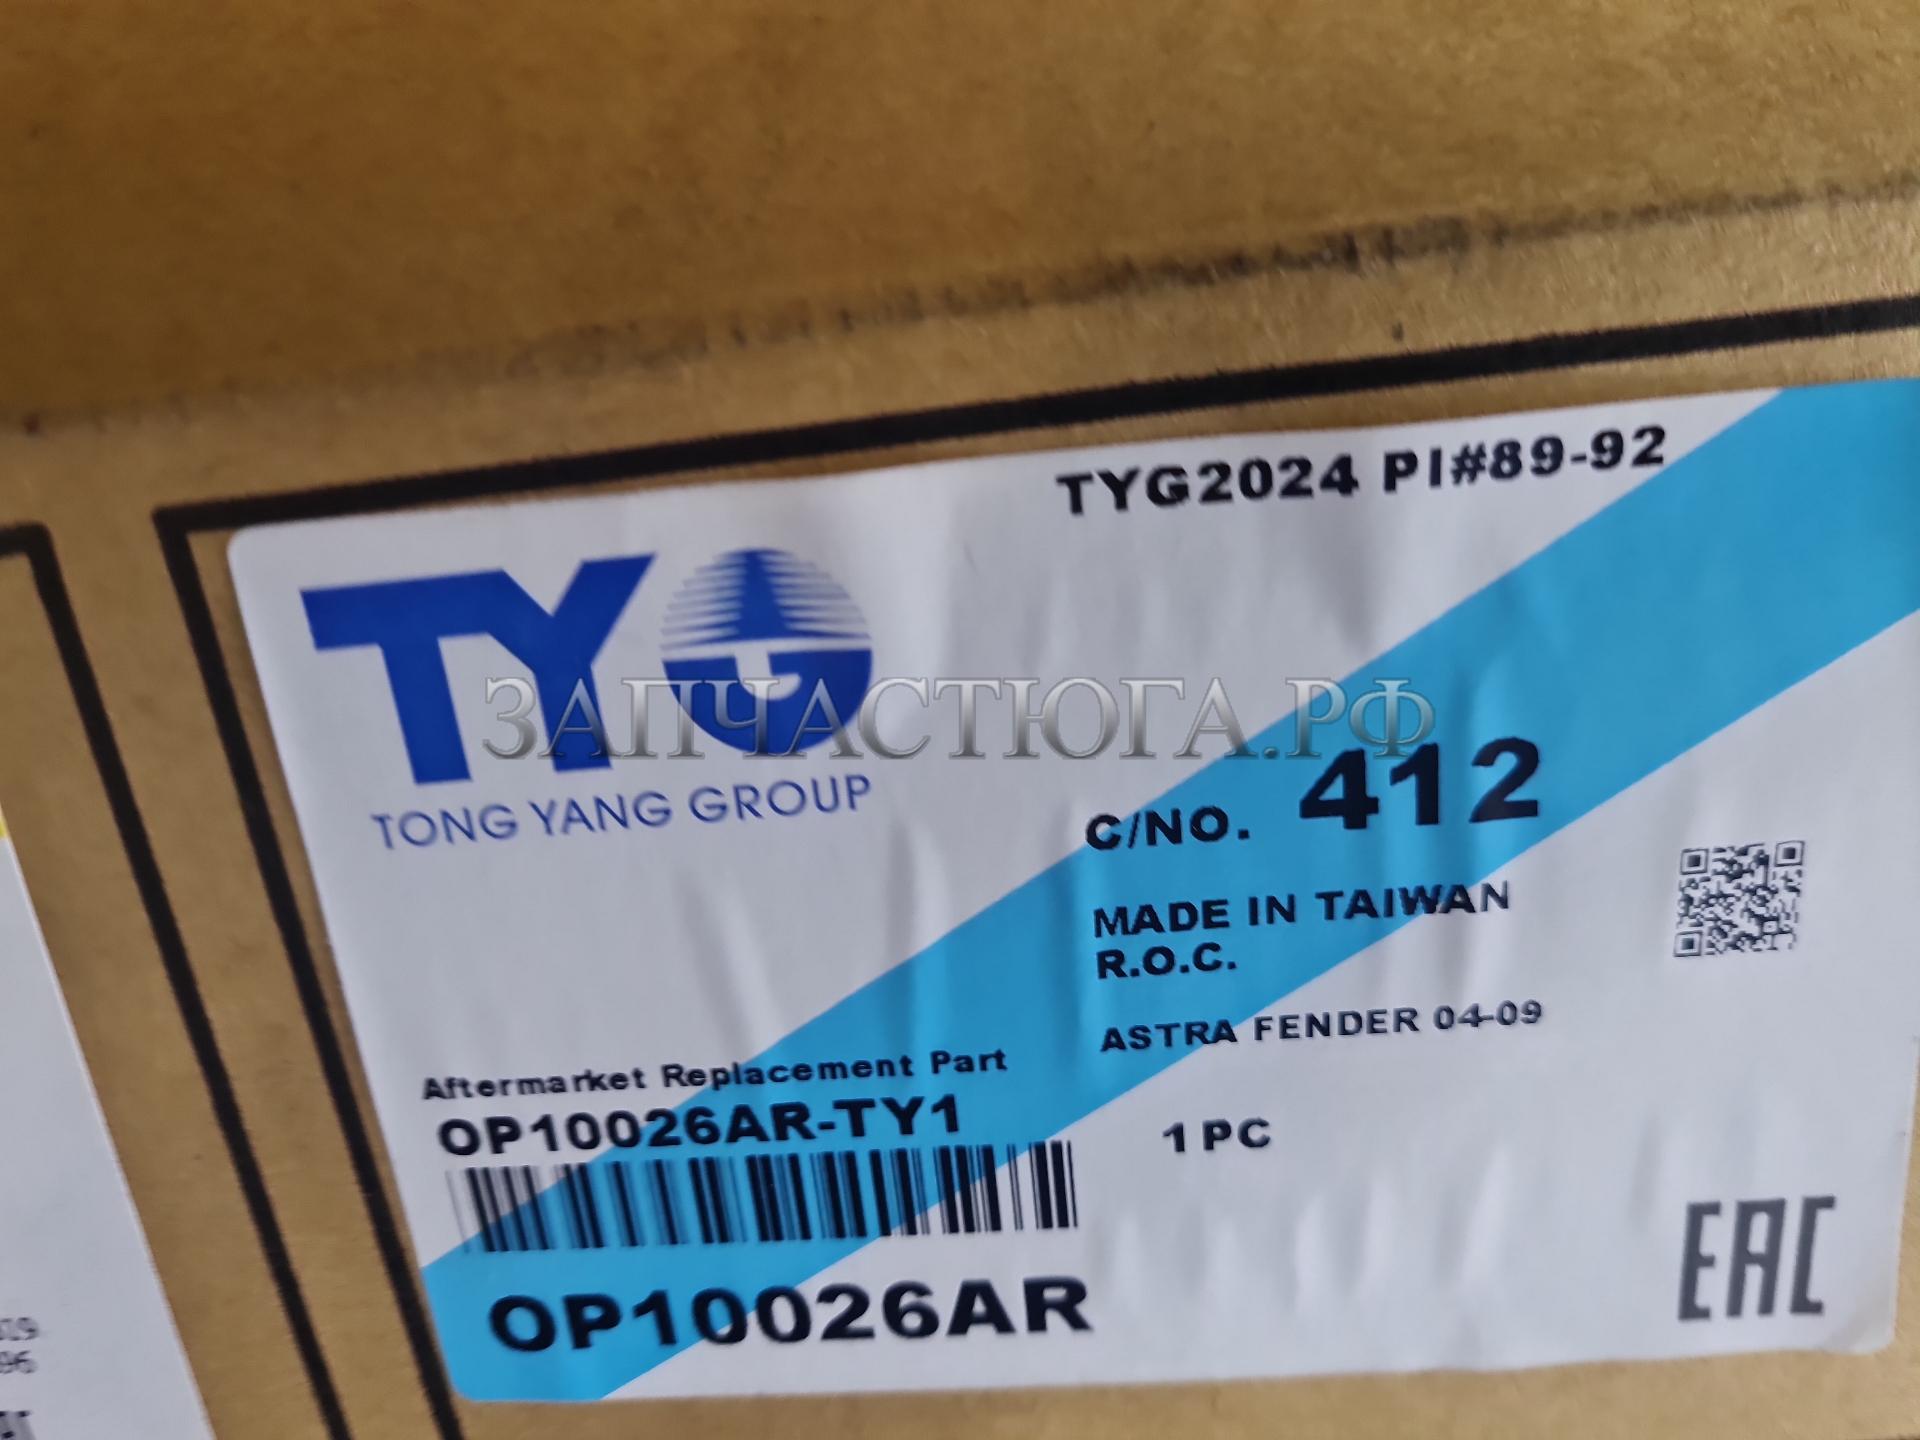 TYG2024 PI#89-92
TYG
TONG YANG GROUP
ЗАПЧАСТЮГА.РФ
C/NO. 412
MADE IN TAIWAN
R.O.C.
ASTRA FENDER 04-09
Aftermarket Replacement Part
OP10026AR-TY1
1 PC
OP10026AR
EAC
96